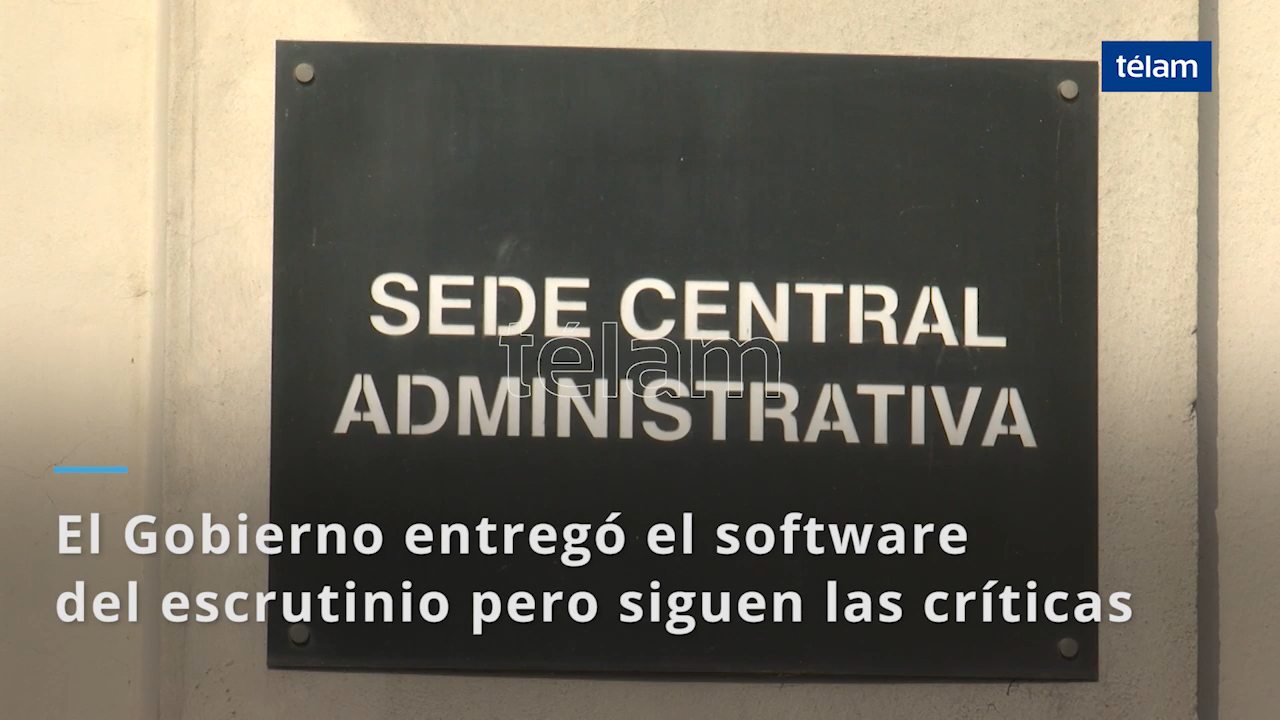 télam
SEDE CENTRAL
télam
ADMINISTRATIVA
El Gobierno entregó el software
del escrutinio pero siguen las críticas